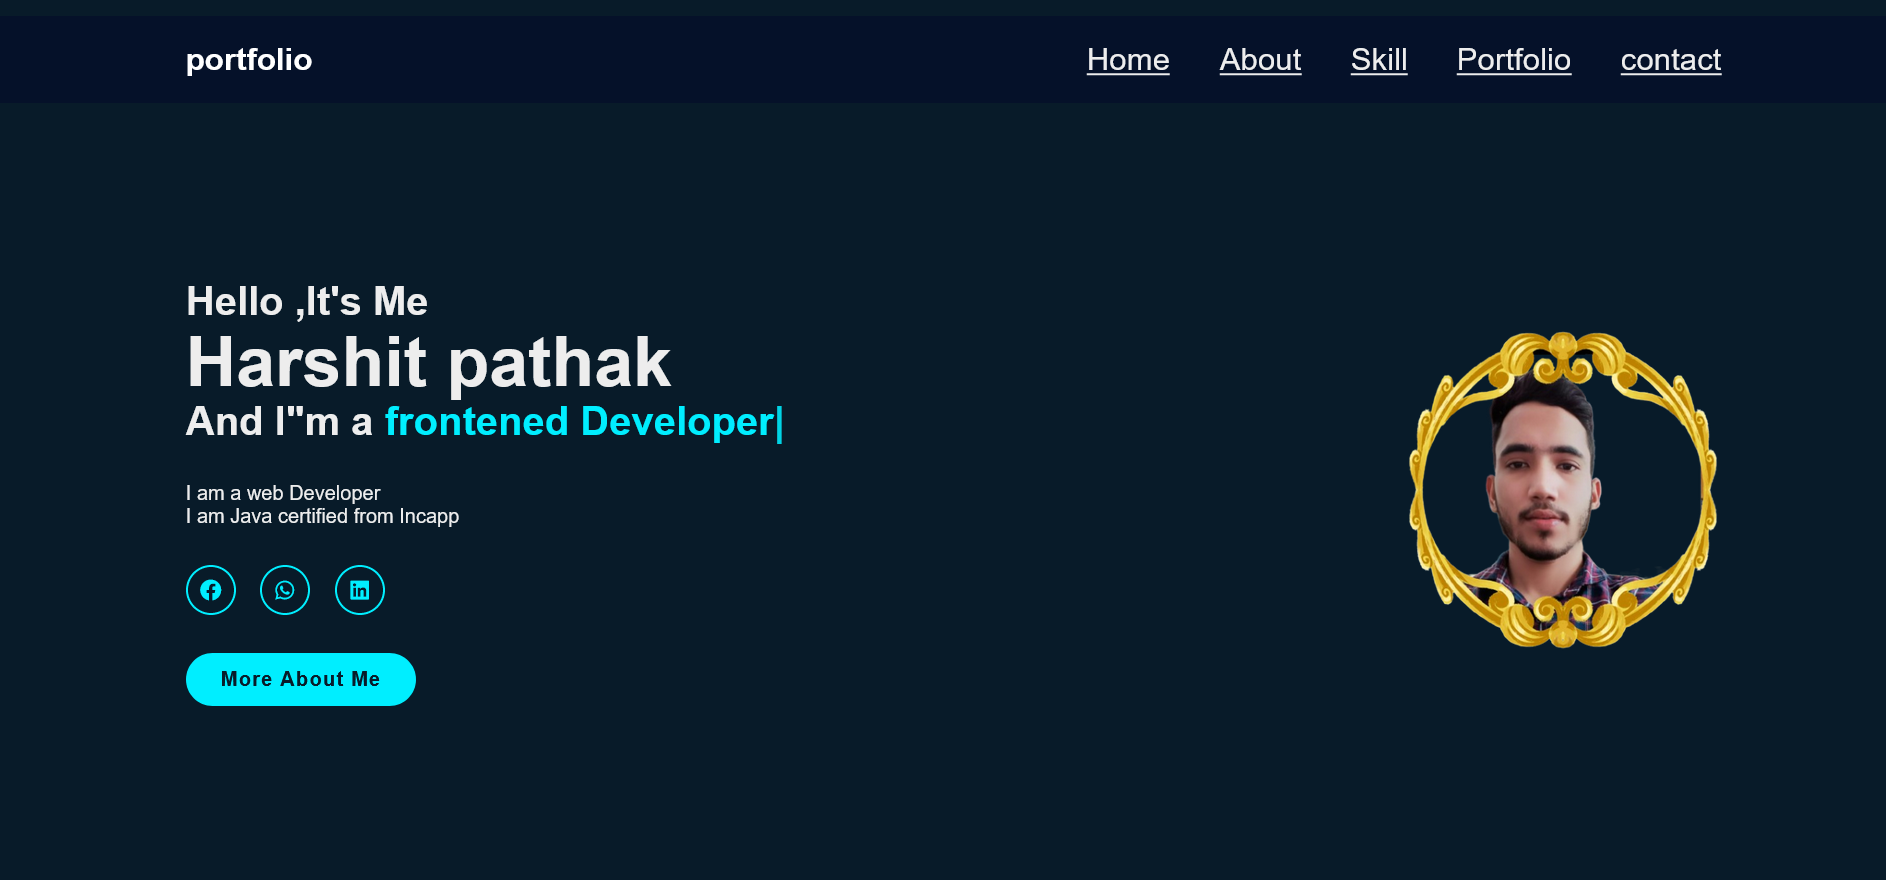 portfolio
Home About Skill Portfolio contact
Hello ,It's Me
Harshit pathak
And I"m a frontened Developer|
I am a web Developer
I am Java certified from Incapp
More About Me